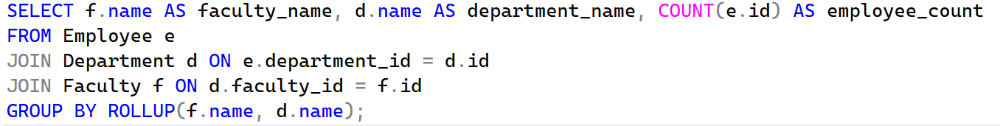 SELECT f.name AS faculty_name, d.name AS department_name, COUNT(e.id) AS employee_count
FROM Employee e
JOIN Department d ON e.department_id = d.id
JOIN Faculty f ON d.faculty_id = f.id
GROUP BY ROLLUP(f.name, d.name);